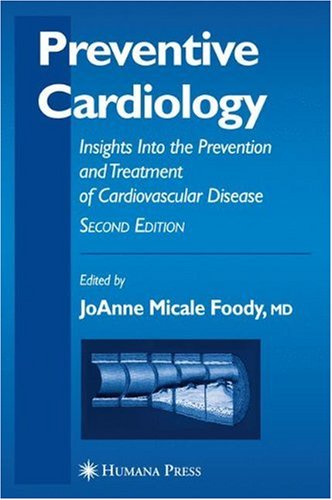 Preventive
Cardiology
Insights Into the Prevention
and Treatment
of Cardiovascular Disease
SECOND EDITION
Edited by
JoAnne Micale Foody, MD
HUMANA PRESS